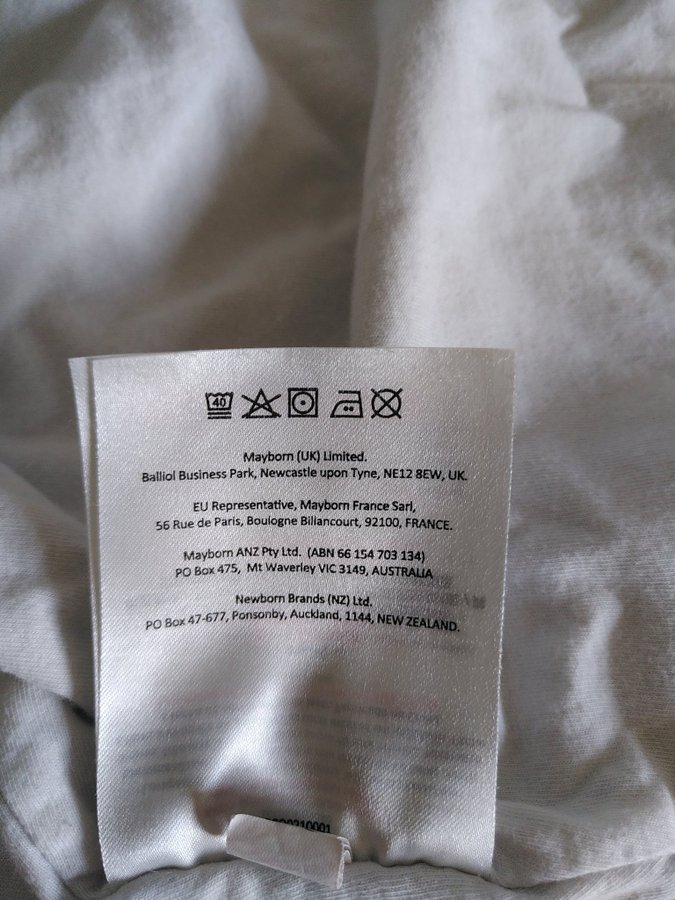 40
Mayborn (UK) Limited.
Balliol Business Park, Newcastle upon Tyne, NE12 8EW, UK.
EU Representative, Mayborn France Sarl,
56 Rue de Paris, Boulogne Billancourt, 92100, FRANCE.
Mayborn ANZ Pty Ltd. (ABN 66 154 703 134)
PO Box 475, Mt Waverley VIC 3149, AUSTRALIA
Newborn Brands (NZ) Ltd.
PO Box 47-677, Ponsonby, Auckland, 1144, NEW ZEALAND.